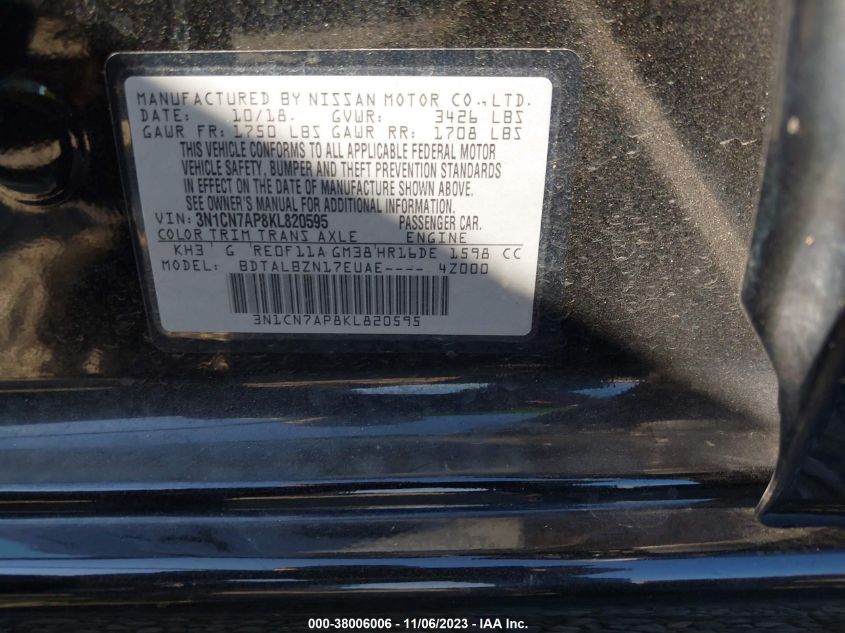 MANUFACTURED BY NISSAN MOTOR CO.,LTD.
DATE: 10/18. GVWR: 3426 LBS
GAWR FR: 1750 LBS GAWR RR: 1708 LBS
THIS VEHICLE CONFORMS TO ALL APPLICABLE FEDERAL MOTOR
VEHICLE SAFETY, BUMPER AND THEFT PREVENTION STANDARDS
IN EFFECT ON THE DATE OF MANUFACTURE SHOWN ABOVE.
SEE OWNER'S MANUAL FOR ADDITIONAL INFORMATION.
VIN: 3N1CN7AP8KL820595 PASSENGER CAR.
COLOR TRIM TRANS AXLE ENGINE
KH3 G RE0F11A GM38 HR16DE 1598 CC
MODEL: BDTALBZN17EUAE---- 4Z000
3N1CN7AP8KL820595
000-38006006 - 11/06/2023 - © IAA Inc.